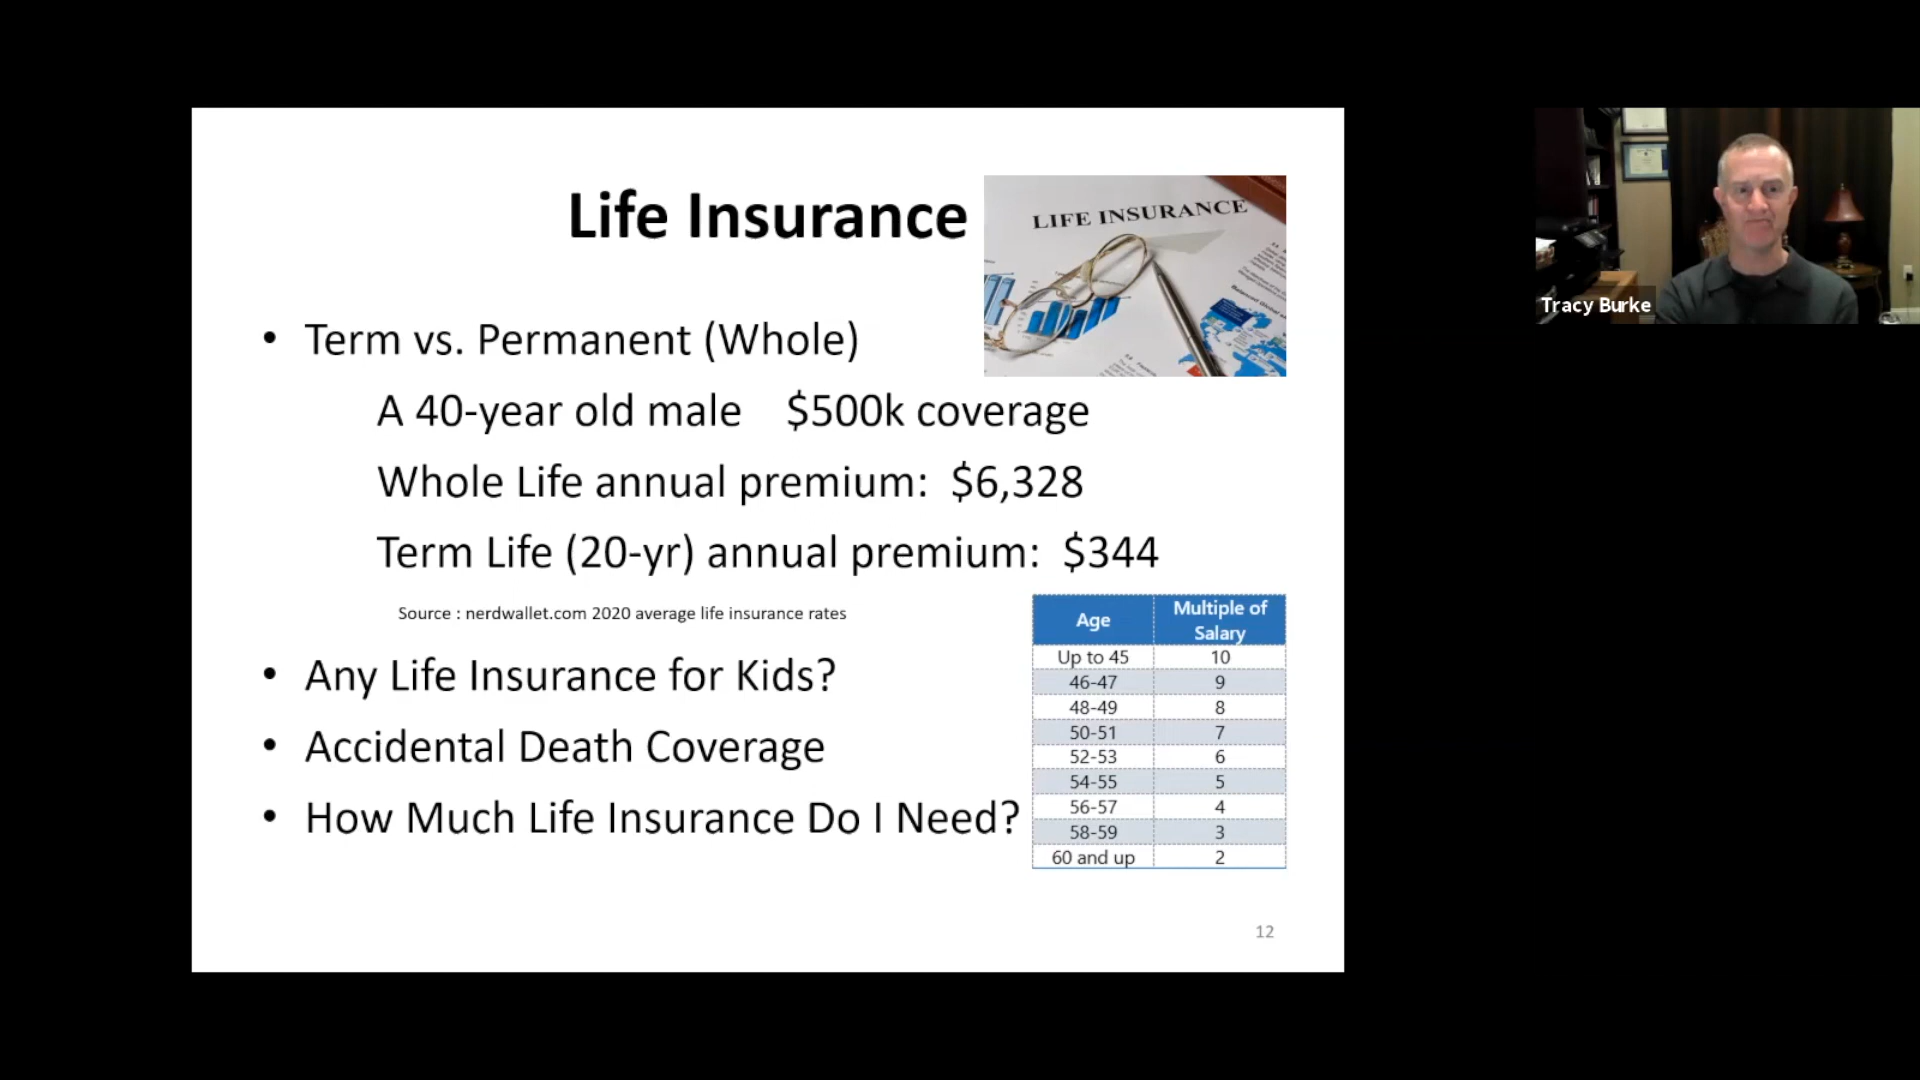 Life Insurance
LIFE INSURANCE
• Term vs. Permanent (Whole)
A 40-year old male $500k coverage
Whole Life annual premium: $6,328
Term Life (20-yr) annual premium: $344
Source : nerdwallet.com 2020 average life insurance rates
• Any Life Insurance for Kids?
• Accidental Death Coverage
• How Much Life Insurance Do I Need?
Age Multiple of Salary
Up to 45 10
46-47 9
48-49 8
50-51 7
52-53 6
54-55 5
56-57 4
58-59 3
60 and up 2
12
Tracy Burke